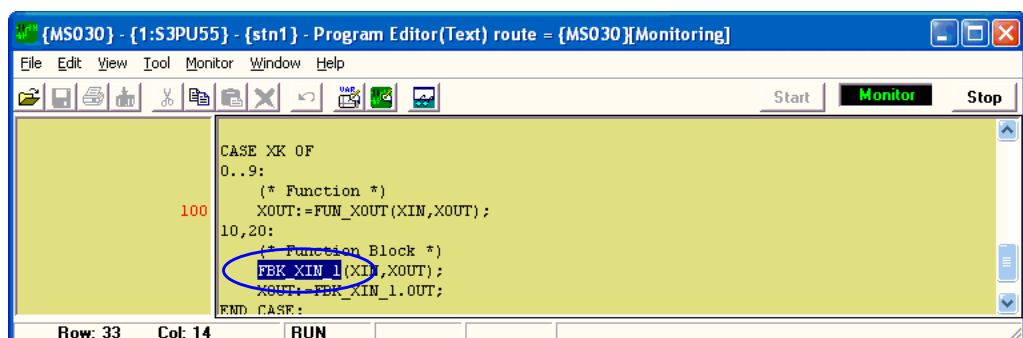 {MS030} - {1:S3PU55} - {stn1} - Program Editor(Text) route = {MS030}[Monitoring]
File Edit View Tool Monitor Window Help
VAR Start Monitor Stop
CASE XK OF
0..9:
(* Function *)
100 XOUT:=FUN_XOUT(XIN,XOUT);
10,20:
(* Function Block *)
FBK_XIN_1(XIN,XOUT);
XOUT:=FBK_XIN_1.OUT;
END_CASE;
Row: 33 Col: 14 RUN